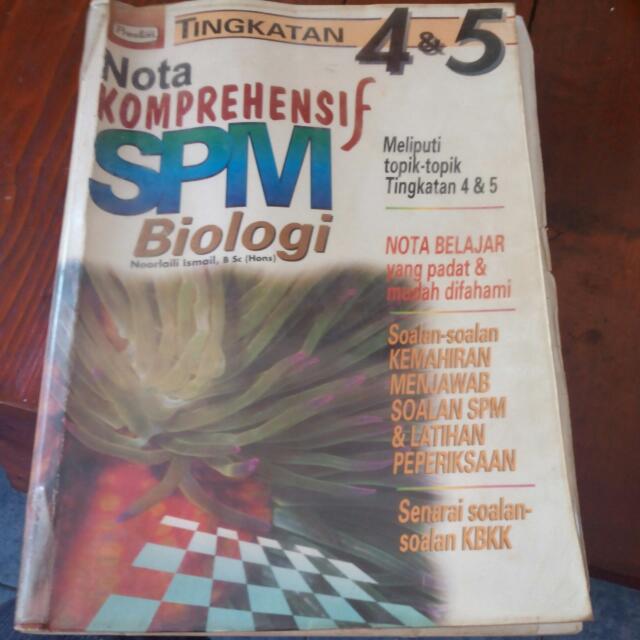 TINGKATAN 4 & 5
Nota
KOMPREHENSIf
SPM
Biologi
Noorlaili Ismail, B Sc (Hons)
Meliputi
topik-topik
Tingkatan 4 & 5
NOTA BELAJAR
yang padat &
mudah difahami
Soalan-soalan
KEMAHIRAN
MENJAWAB
SOALAN SPM
& LATIHAN
PEPERIKSAAN
Senarai soalan-
soalan KBKK